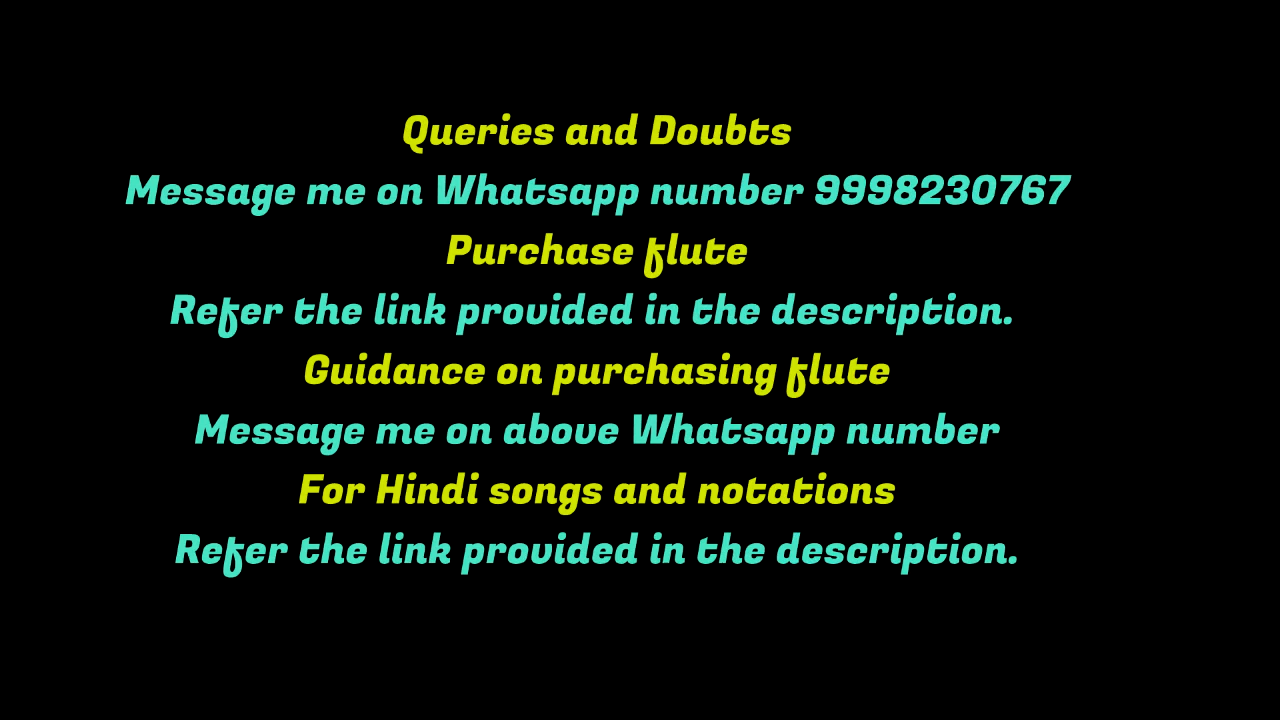 Queries and Doubts
Message me on Whatsapp number 9998230767
Purchase flute
Refer the link provided in the description.
Guidance on purchasing flute
Message me on above Whatsapp number
For Hindi songs and notations
Refer the link provided in the description.